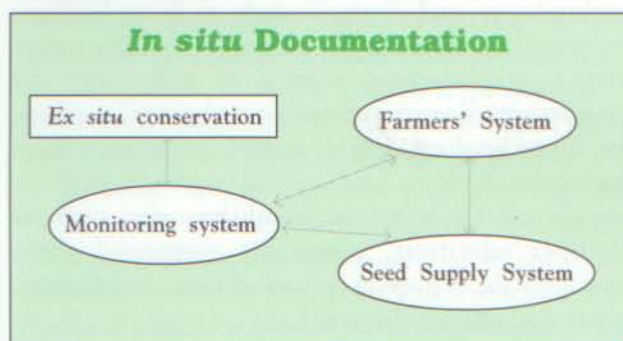 In situ Documentation
Ex situ conservation
Farmers' System
Monitoring system
Seed Supply System